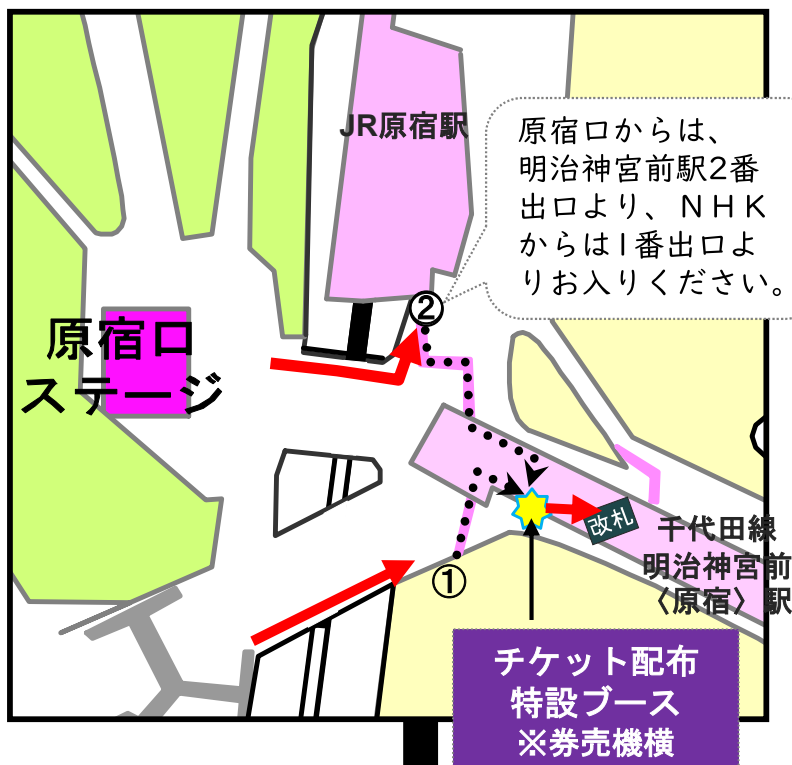 JR原宿駅
原宿口からは、
明治神宮前駅2番
出口より、ＮＨＫ
からは1番出口よ
りお入りください。
②
原宿口
ステージ
改札
千代田線
明治神宮前
〈原宿〉駅
①
チケット配布
特設ブース
※券売機横